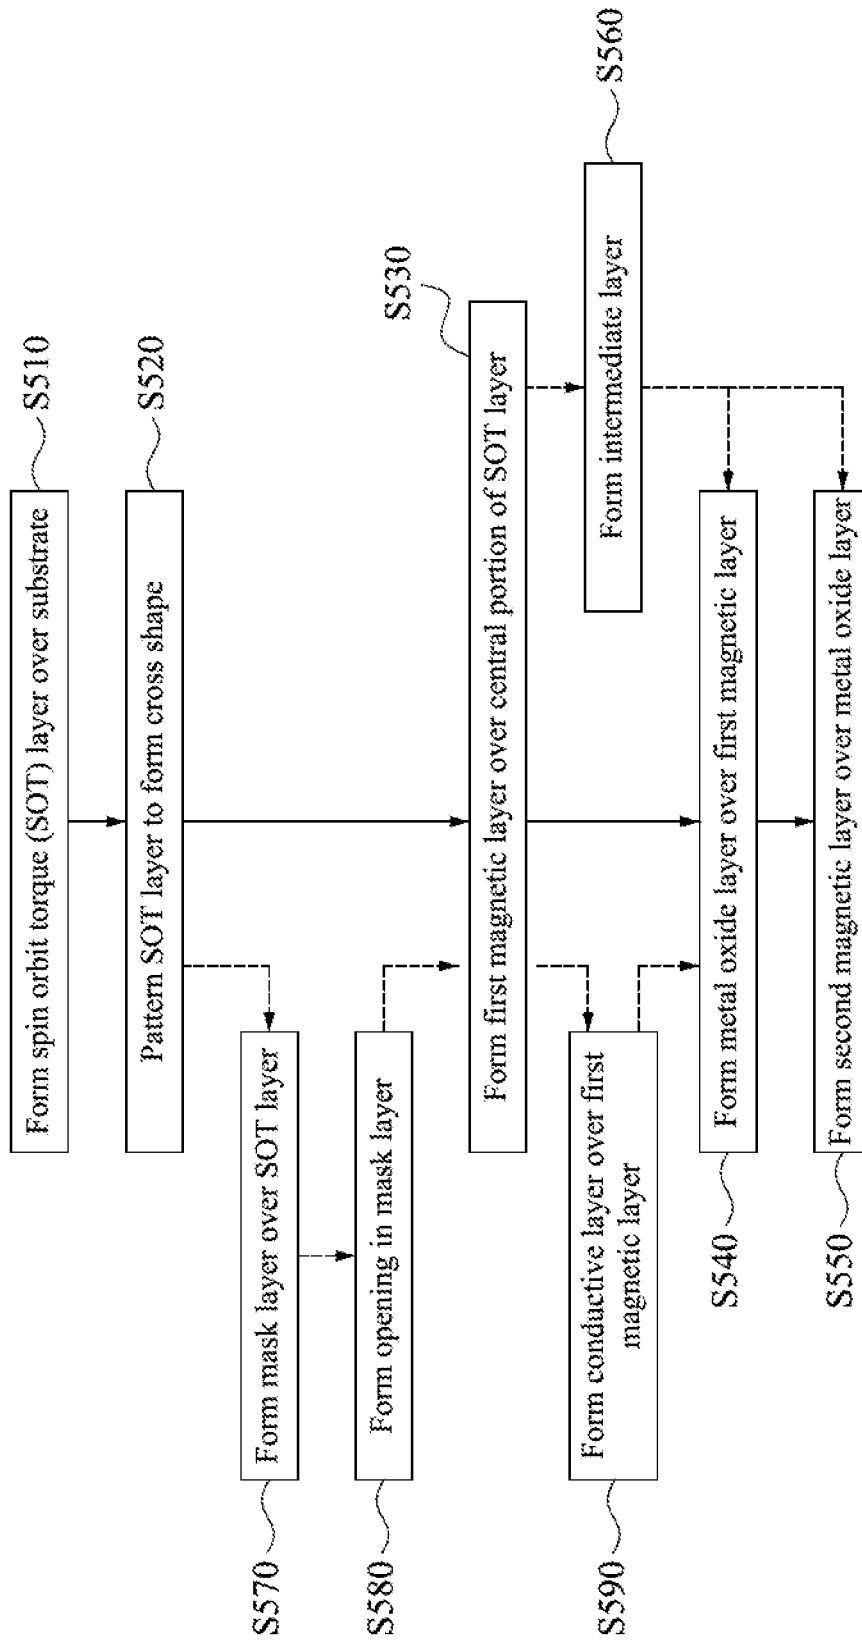 Form spin orbit torque (SOT) layer over substrate
S510
Pattern SOT layer to form cross shape
S520
Form mask layer over SOT layer
S570
Form opening in mask layer
S580
Form first magnetic layer over central portion of SOT layer
S530
Form intermediate layer
S560
Form conductive layer over first
magnetic layer
S590
Form metal oxide layer over first magnetic layer
S540
Form second magnetic layer over metal oxide layer
S550